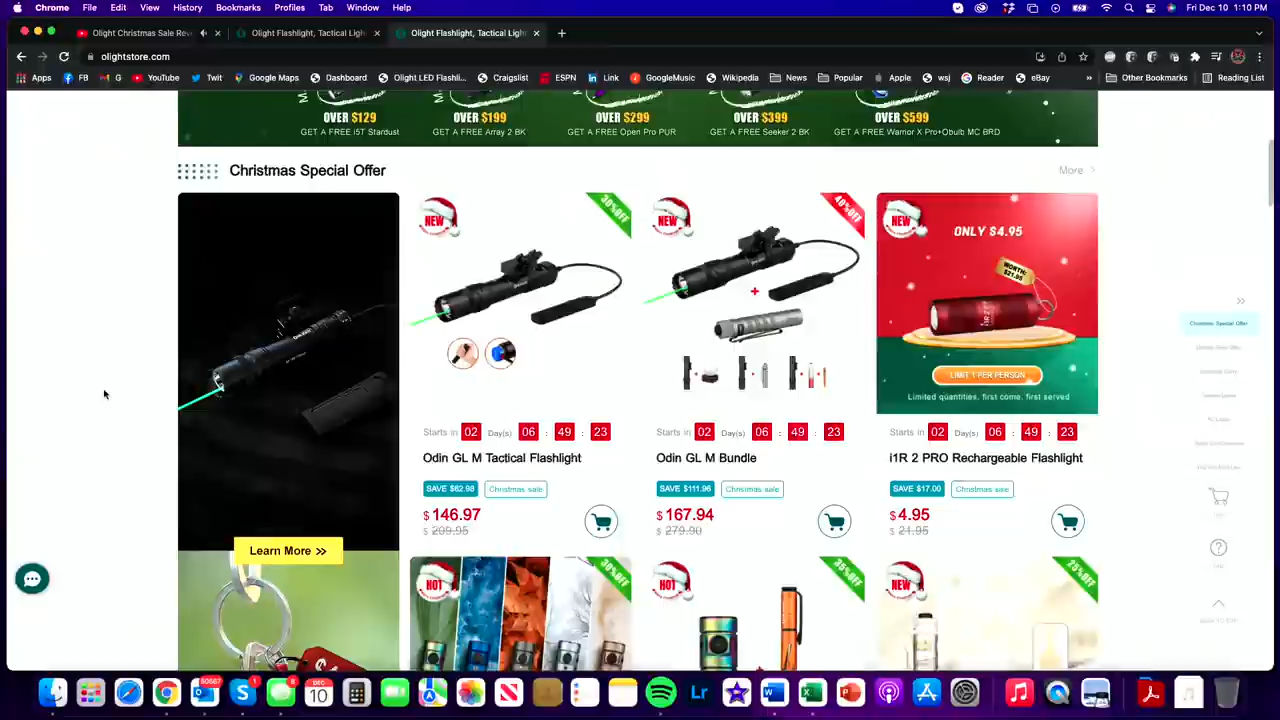 Chrome File Edit View History Bookmarks Profiles Tab Window Help Fri Dec 10 1:10 PM
Olight Christmas Sale Rev Olight Flashlight, Tactical Ligh Olight Flashlight, Tactical Ligh
olightstore.com
Apps FB G YouTube Twit Google Maps Dashboard Olight LED Flashli... Craigslist ESPN Link GoogleMusic Wikipedia News Popular Apple wsj Reader eBay Other Bookmarks Reading List
OVER $129 OVER $199 OVER $299 OVER $399 OVER $599
GET A FREE i5T Stardust GET A FREE Array 2 BK GET A FREE Open Pro PUR GET A FREE Seeker 2 BK GET A FREE Warrior X Pro+Obulb MC BRD
Christmas Special Offer More
NEW 30%OFF NEW 40%OFF NEW
ONLY $4.95
WORTH: $21.95
Christmas Special Offer
LIMIT 1 PER PERSON
Limited quantities, first come, first served
Starts in 02 Day(s) 06 : 49 : 23 Starts in 02 Day(s) 06 : 49 : 23 Starts in 02 Day(s) 06 : 49 : 23
Odin GL M Tactical Flashlight Odin GL M Bundle i1R 2 PRO Rechargeable Flashlight
SAVE $62.98 Christmas sale SAVE $111.96 Christmas sale SAVE $17.00 Christmas sale
$ 146.97 $ 167.94 $ 4.95
$ 209.95 $ 279.90 $ 21.95
Learn More
HOT 30%OFF HOT 35%OFF NEW 25%OFF
50667 1 8
DEC
10
Lr W X P